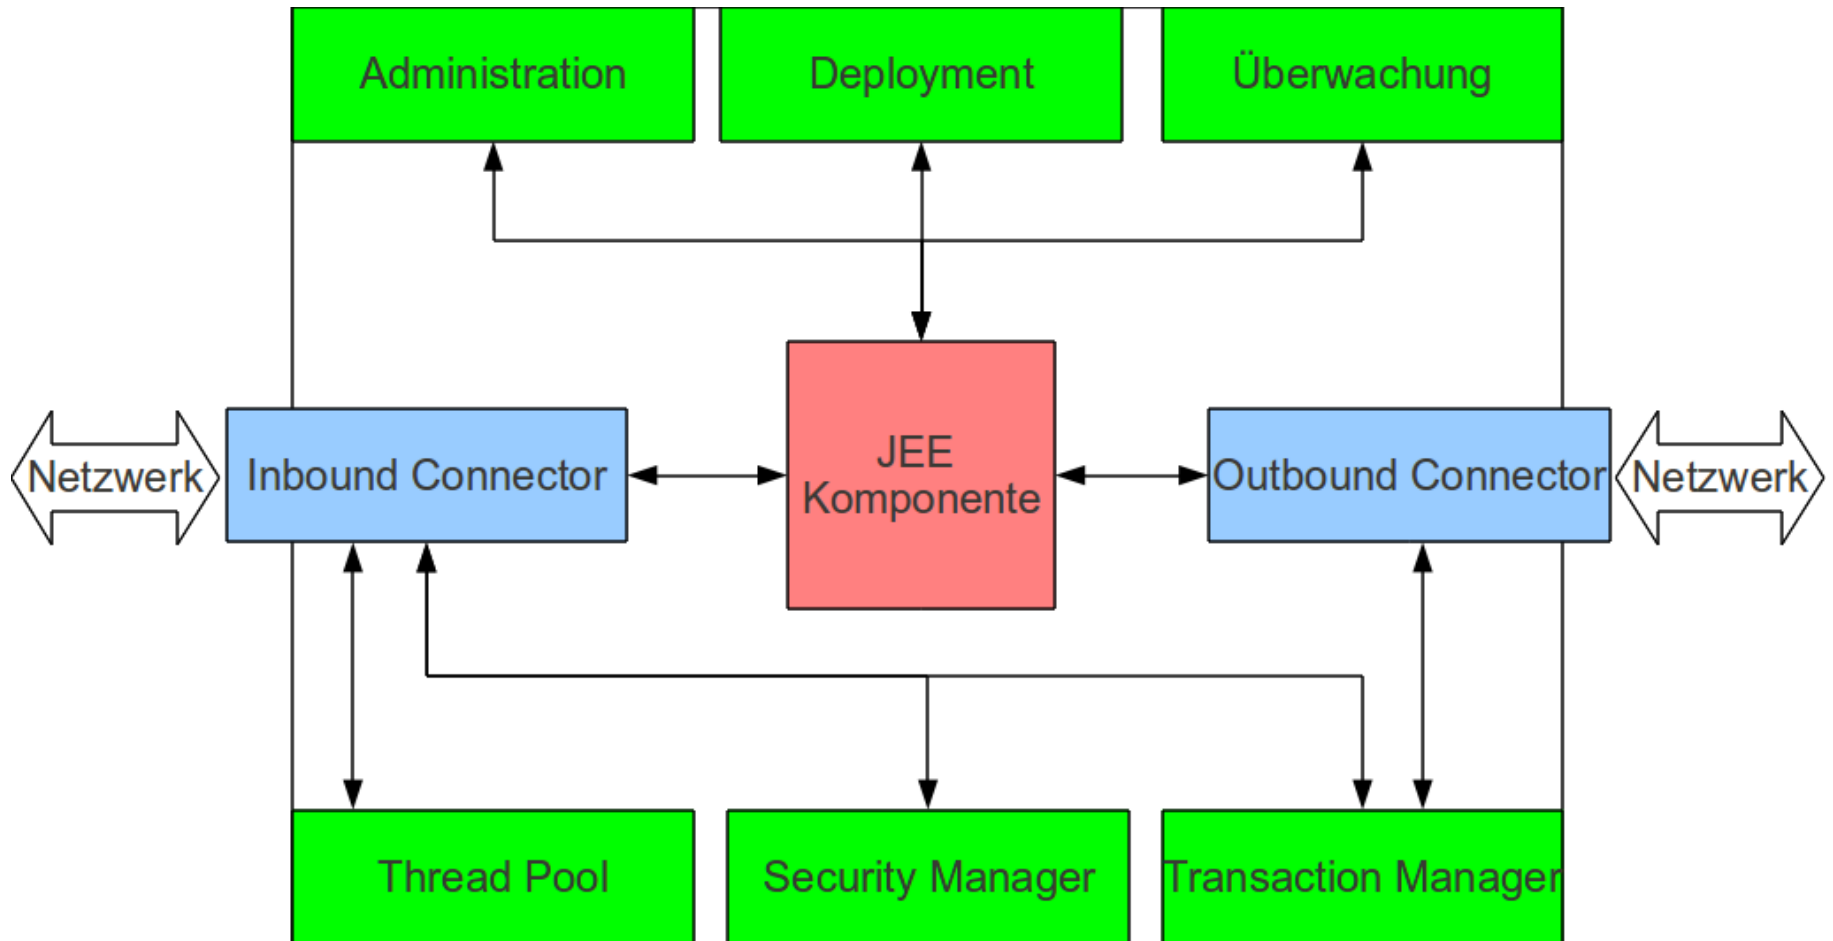 Administration
Deployment
Überwachung
Netzwerk
Inbound Connector
JEE
Komponente
Outbound Connector
Netzwerk
Thread Pool
Security Manager
Transaction Manager